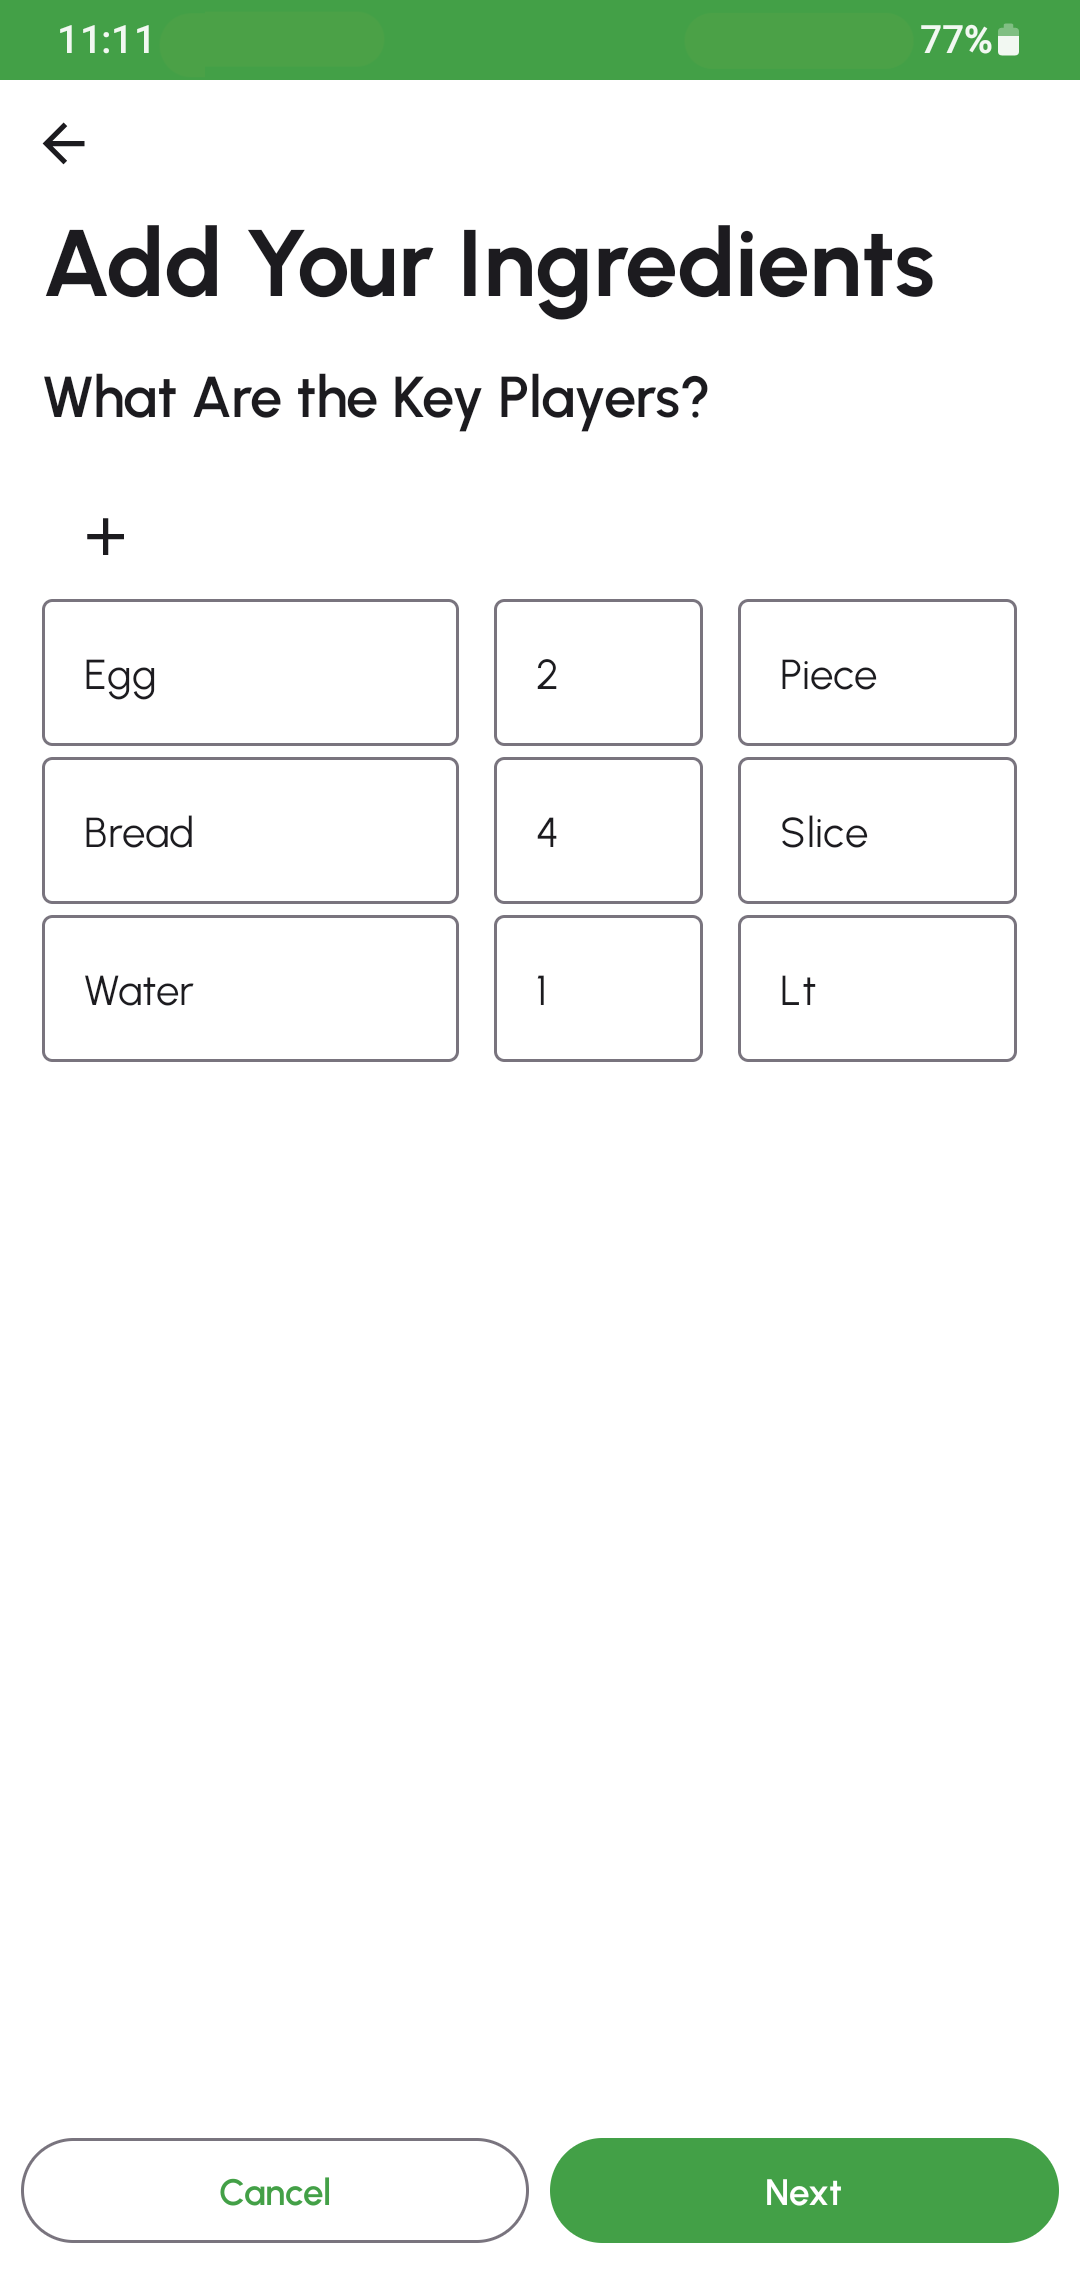 11:11 77%
Add Your Ingredients
What Are the Key Players?
+
Egg 2 Piece
Bread 4 Slice
Water 1 Lt
Cancel Next